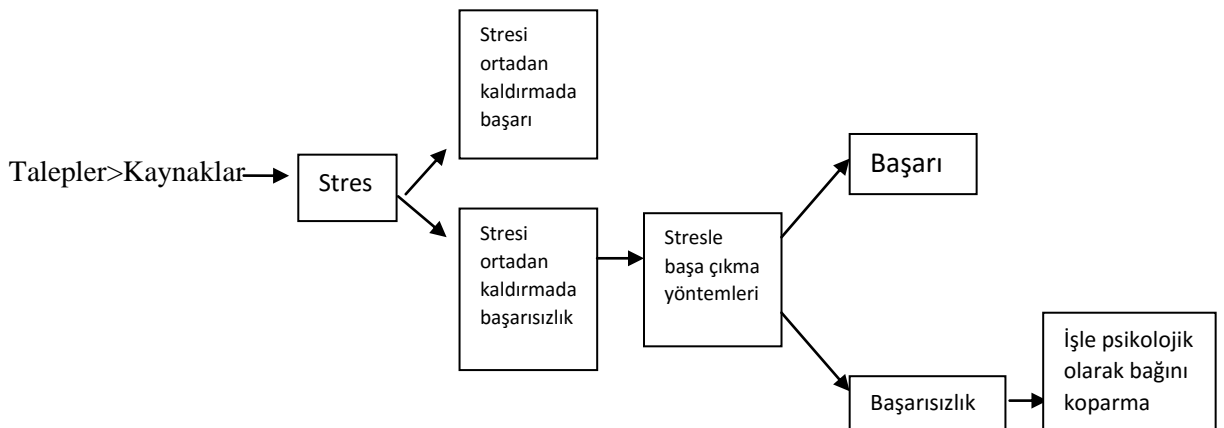 Talepler>Kaynaklar
Stres
Stresi
ortadan
kaldırmada
başarı
Stresi
ortadan
kaldırmada
başarısızlık
Stresle
başa çıkma
yöntemleri
Başarı
Başarısızlık
İşle psikolojik
olarak bağını
koparma